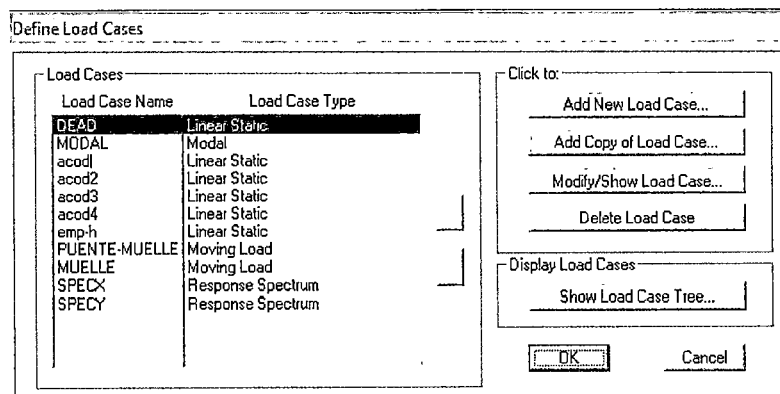 Define Load Cases
Load Cases
Load Case Name Load Case Type
DEAD Linear Static
MODAL Modal
acod| Linear Static
acod2 Linear Static
acod3 Linear Static
acod4 Linear Static
emp-h Linear Static
PUENTE-MUELLE Moving Load
MUELLE Moving Load
SPECX Response Spectrum
SPECY Response Spectrum
Click to:
Add New Load Case...
Add Copy of Load Case...
Modify/Show Load Case...
Delete Load Case
Display Load Cases
Show Load Case Tree...
OK Cancel